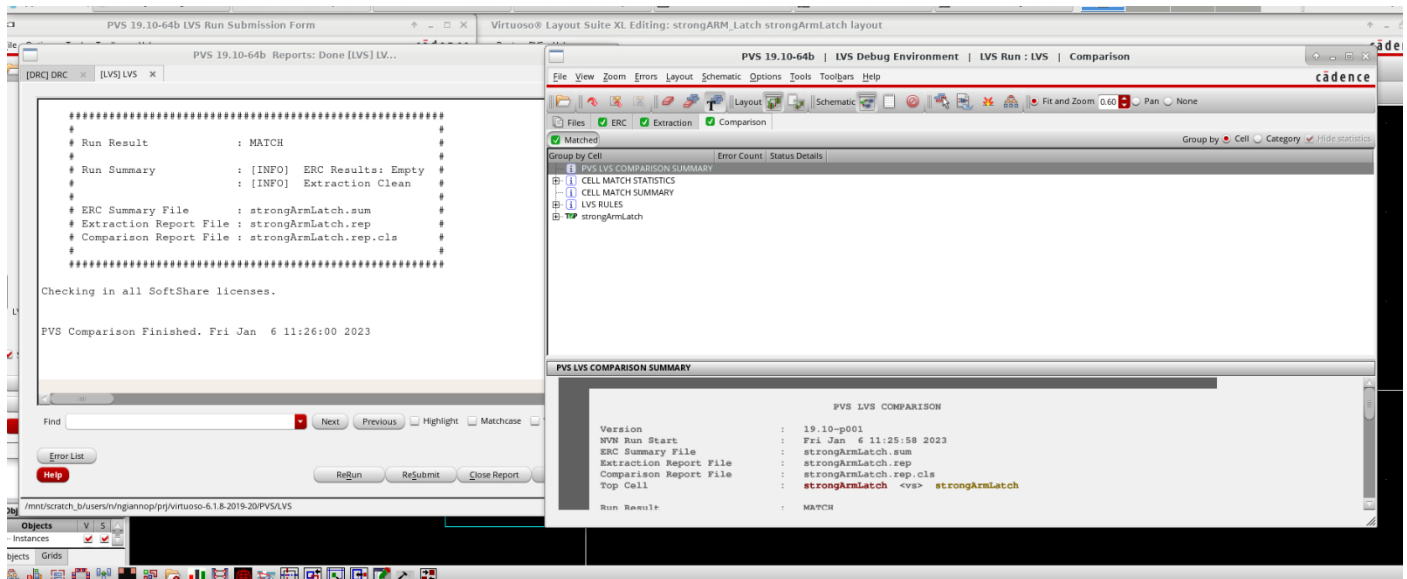 PVS 19.10-64b LVS Run Submission Form
Virtuoso® Layout Suite XL Editing: strongARM_Latch strongArmLatch layout
PVS 19.10-64b Reports: Done [LVS] LV...
[DRC] DRC
[LVS] LVS
# Run Result : MATCH #
# Run Summary : [INFO] ERC Results: Empty #
# : [INFO] Extraction Clean #
# ERC Summary File : strongArmLatch.sum #
# Extraction Report File : strongArmLatch.rep #
# Comparison Report File : strongArmLatch.rep.cls #
Checking in all SoftShare licenses.
PVS Comparison Finished. Fri Jan 6 11:26:00 2023
Find
Next
Previous
Highlight
Matchcase
Error List
Help
ReRun
ReSubmit
Close Report
/mnt/scratch_b/users/n/ngiannop/prj/virtuoso-6.1.8-2019-20/PVS/LVS
Objects V S
Instances
Grids
PVS 19.10-64b | LVS Debug Environment | LVS Run : LVS | Comparison
File View Zoom Errors Layout Schematic Options Tools Toolbars Help
cādence
Layout
Schematic
Fit and Zoom 0.60 Pan None
Files ERC Extraction Comparison
Matched
Group by Cell Category Hide statistics
Group by Cell Error Count Status Details
PVS LVS COMPARISON SUMMARY
CELL MATCH STATISTICS
CELL MATCH SUMMARY
LVS RULES
TOP strongArmLatch
PVS LVS COMPARISON SUMMARY
PVS LVS COMPARISON
Version : 19.10-p001
NVN Run Start : Fri Jan 6 11:25:58 2023
ERC Summary File : strongArmLatch.sum
Extraction Report File : strongArmLatch.rep
Comparison Report File : strongArmLatch.rep.cls
Top Cell : strongArmLatch <vs> strongArmLatch
Run Result : MATCH